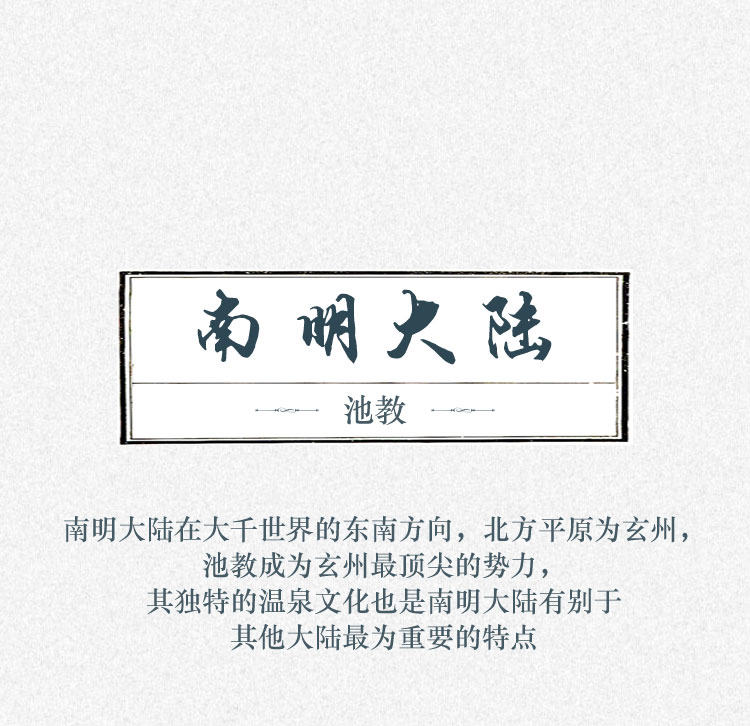 南明大陆
池教
南明大陆在大千世界的东南方向，北方平原为玄州，
池教成为玄州最顶尖的势力，
其独特的温泉文化也是南明大陆有别于
其他大陆最为重要的特点